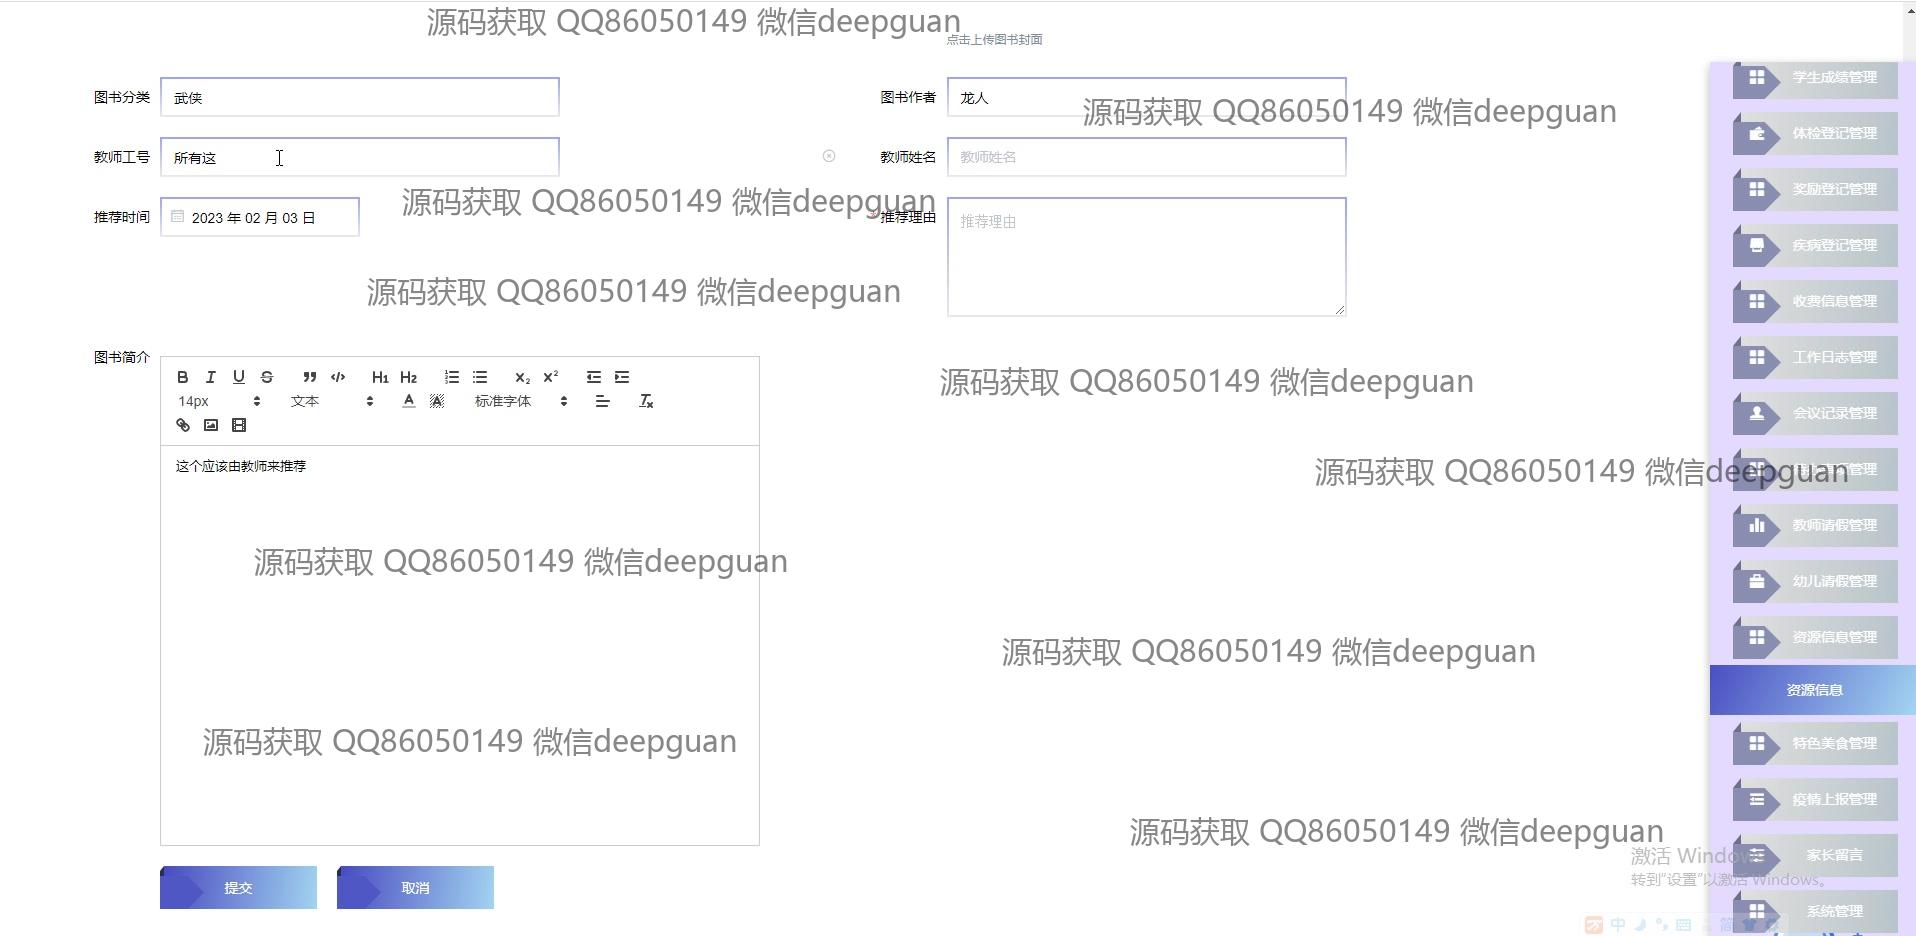 源码获取 QQ86050149 微信deepguan
点击上传图书封面
图书分类 武侠
图书作者 龙人
源码获取 QQ86050149 微信deepguan
教师工号 所有这
教师姓名 教师姓名
源码获取 QQ86050149 微信deepguan
推荐时间 2023 年 02 月 03 日
* 推荐理由 推荐理由
源码获取 QQ86050149 微信deepguan
图书简介
B I U S H1 H2 X2 X2
14px 文本 A A 标准字体
源码获取 QQ86050149 微信deepguan
这个应该由教师来推荐
源码获取 QQ86050149 微信deepguan
源码获取 QQ86050149 微信deepguan
源码获取 QQ86050149 微信deepguan
源码获取 QQ86050149 微信deepguan
源码获取 QQ86050149 微信deepguan
提交 取消
学生成绩管理
体检登记管理
奖励登记管理
疾病登记管理
收费信息管理
工作日志管理
会议记录管理
管理
教师请假管理
幼儿请假管理
资源信息管理
资源信息
特色美食管理
疫情上报管理
家长留言
系统管理
激活 Windows
转到"设置"以激活 Windows。
中 简